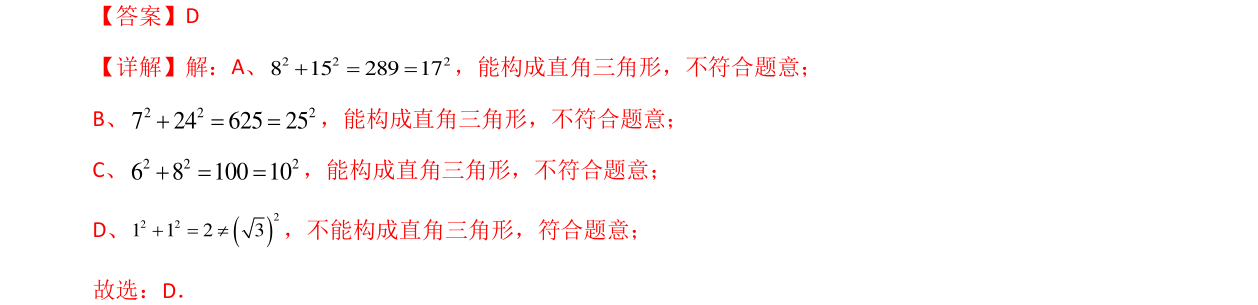 【答案】D
【详解】解：A、8² + 15² = 289 = 17²，能构成直角三角形，不符合题意；
B、7² + 24² = 625 = 25²，能构成直角三角形，不符合题意；
C、6² + 8² = 100 = 10²，能构成直角三角形，不符合题意；
D、1² + 1² = 2 ≠ (√3)²，不能构成直角三角形，符合题意；
故选：D．